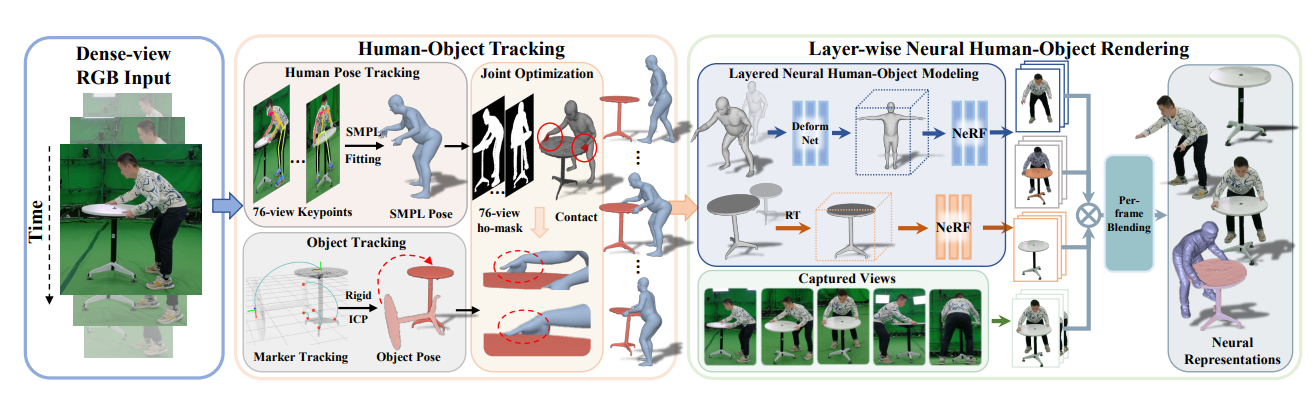 Dense-view
RGB Input
Time
Human-Object Tracking
Human Pose Tracking
SMPL
Fitting
76-view Keypoints
SMPL Pose
Joint Optimization
76-view
ho-mask
Contact
Object Tracking
Rigid
ICP
Marker Tracking
Object Pose
Layer-wise Neural Human-Object Rendering
Layered Neural Human-Object Modeling
Deform
Net
NeRF
RT
NeRF
Captured Views
Per-
frame
Blending
Neural
Representations